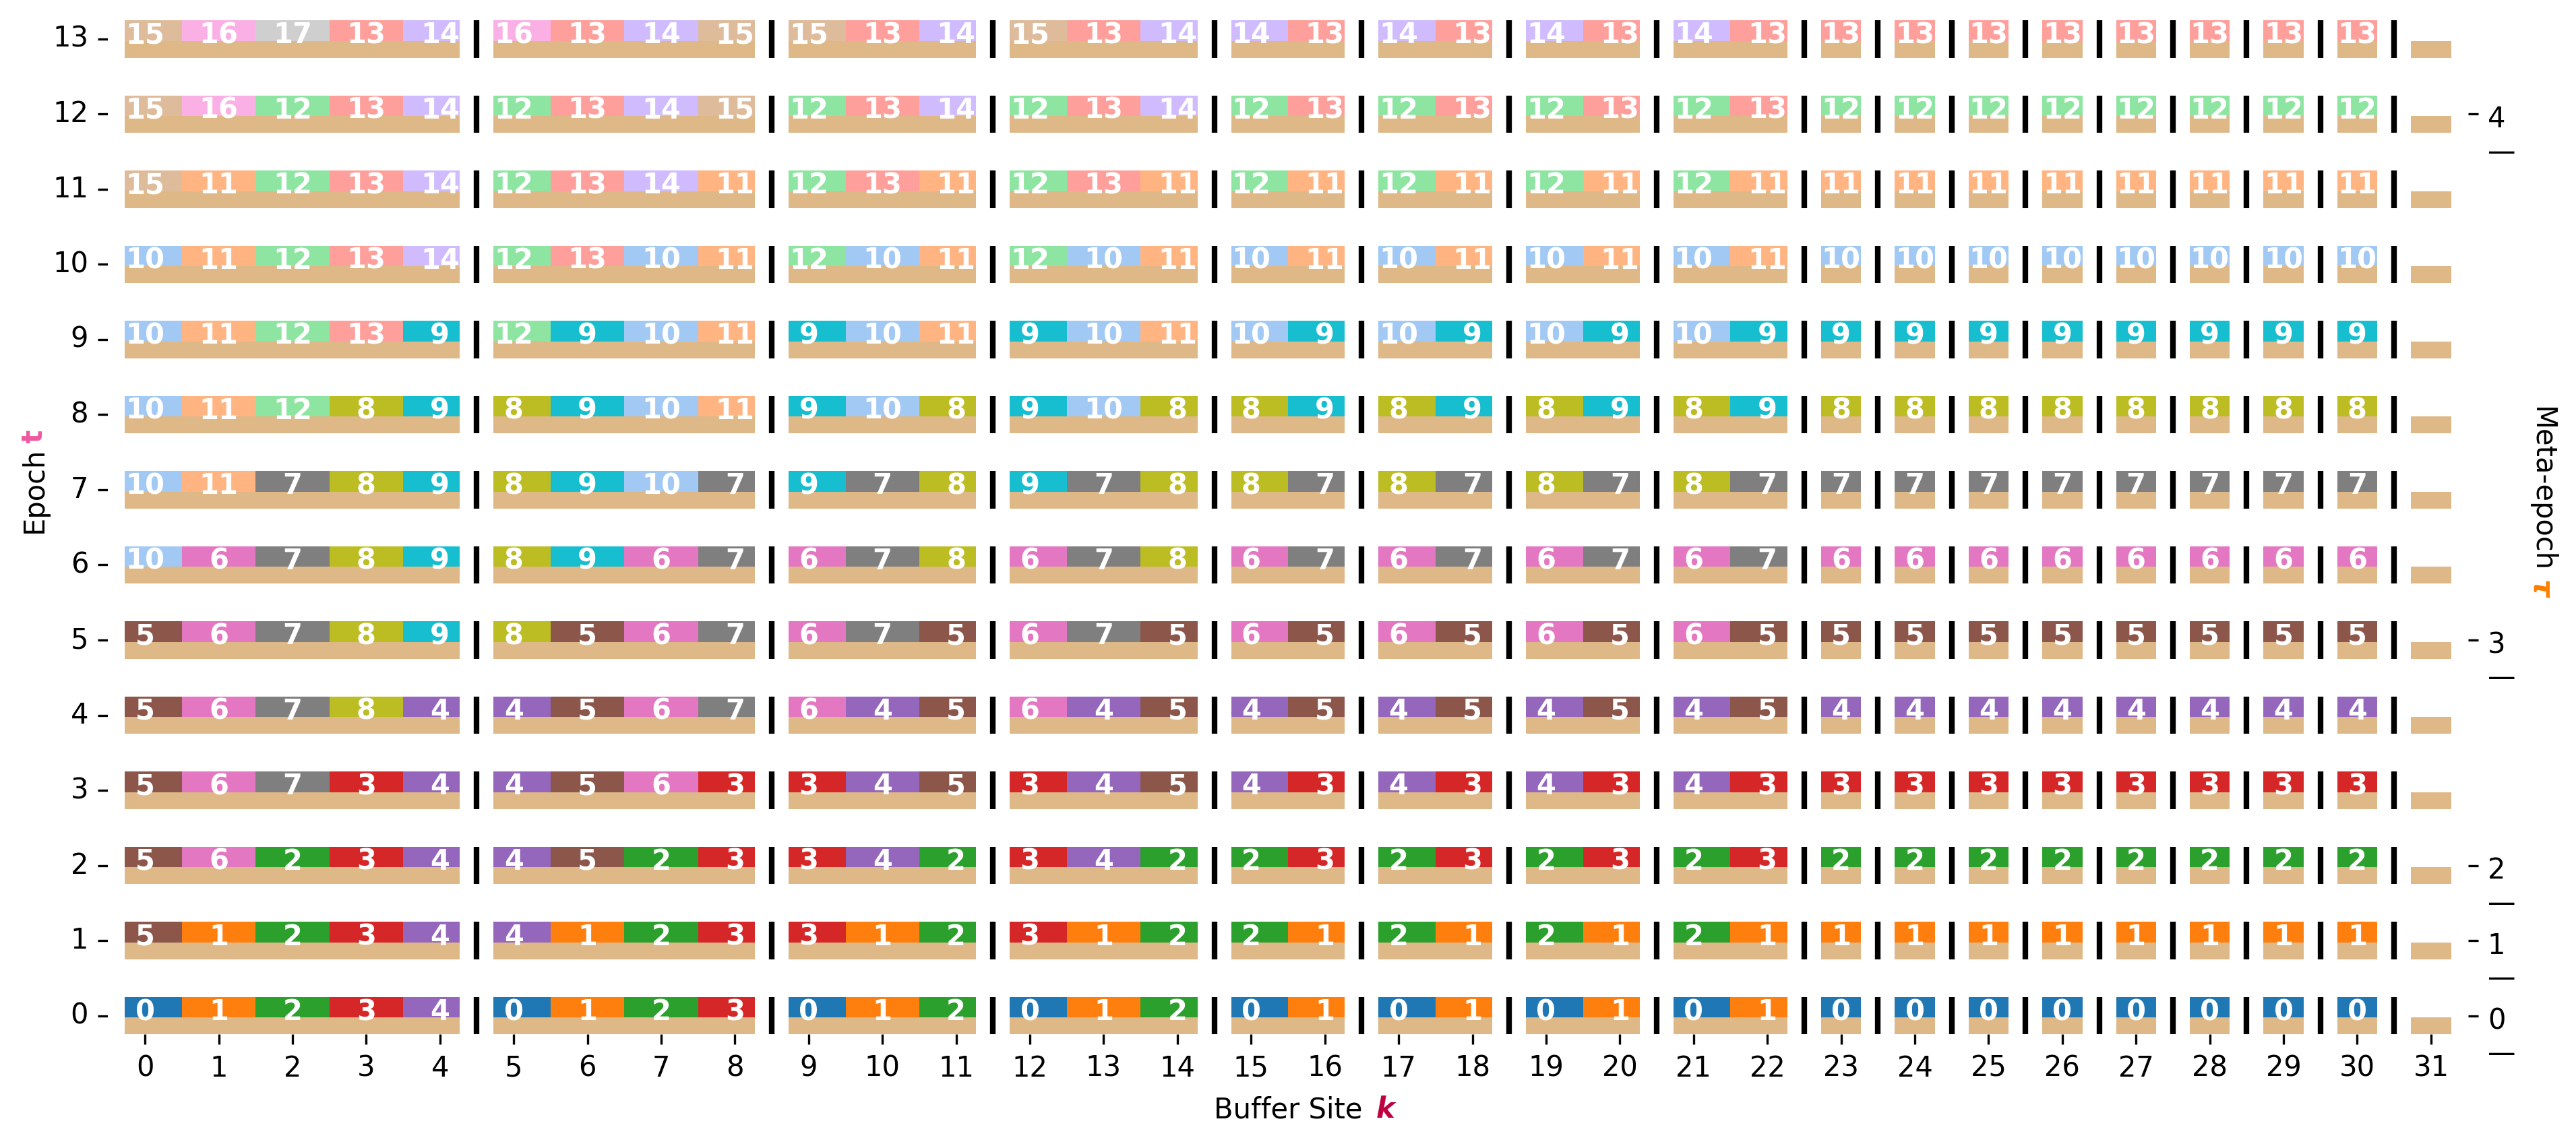 13 – 15 16 17 13 14 16 13 14 15 15 13 14 15 13 14 14 13 14 13 14 13 14 13 13 13 13 13 13 13 13 13
12 – 15 16 12 13 14 12 13 14 15 12 13 14 12 13 14 12 13 12 13 12 13 12 13 12 12 12 12 12 12 12 12 – 4
11 – 15 11 12 13 14 12 13 14 11 12 13 11 12 13 11 12 11 12 11 12 11 12 11 11 11 11 11 11 11 11 11
10 – 10 11 12 13 14 12 13 10 11 12 10 11 12 10 11 10 11 10 11 10 11 10 11 10 10 10 10 10 10 10 10
9 – 10 11 12 13 9 12 9 10 11 9 10 11 9 10 11 10 9 10 9 10 9 10 9 9 9 9 9 9 9 9 9
8 – 10 11 12 8 9 8 9 10 11 9 10 8 9 10 8 8 9 8 9 8 9 8 9 8 8 8 8 8 8 8 8
7 – 10 11 7 8 9 8 9 10 7 9 7 8 9 7 8 8 7 8 7 8 7 8 7 7 7 7 7 7 7 7 7
6 – 10 6 7 8 9 8 9 6 7 6 7 8 6 7 8 6 7 6 7 6 7 6 7 6 6 6 6 6 6 6 6
5 – 5 6 7 8 9 8 5 6 7 6 7 5 6 7 5 6 5 6 5 6 5 6 5 5 5 5 5 5 5 5 5 – 3
4 – 5 6 7 8 4 4 5 6 7 6 4 5 6 4 5 4 5 4 5 4 5 4 5 4 4 4 4 4 4 4 4
3 – 5 6 7 3 4 4 5 6 3 3 4 5 3 4 5 4 3 4 3 4 3 4 3 3 3 3 3 3 3 3 3
2 – 5 6 2 3 4 4 5 2 3 3 4 2 3 4 2 2 3 2 3 2 3 2 3 2 2 2 2 2 2 2 2 – 2
1 – 5 1 2 3 4 4 1 2 3 3 1 2 3 1 2 2 1 2 1 2 1 2 1 1 1 1 1 1 1 1 1 – 1
0 – 0 1 2 3 4 0 1 2 3 0 1 2 0 1 2 0 1 0 1 0 1 0 1 0 0 0 0 0 0 0 0 – 0
0 1 2 3 4 5 6 7 8 9 10 11 12 13 14 15 16 17 18 19 20 21 22 23 24 25 26 27 28 29 30 31
Buffer Site k
Epoch t
Meta-epoch τ